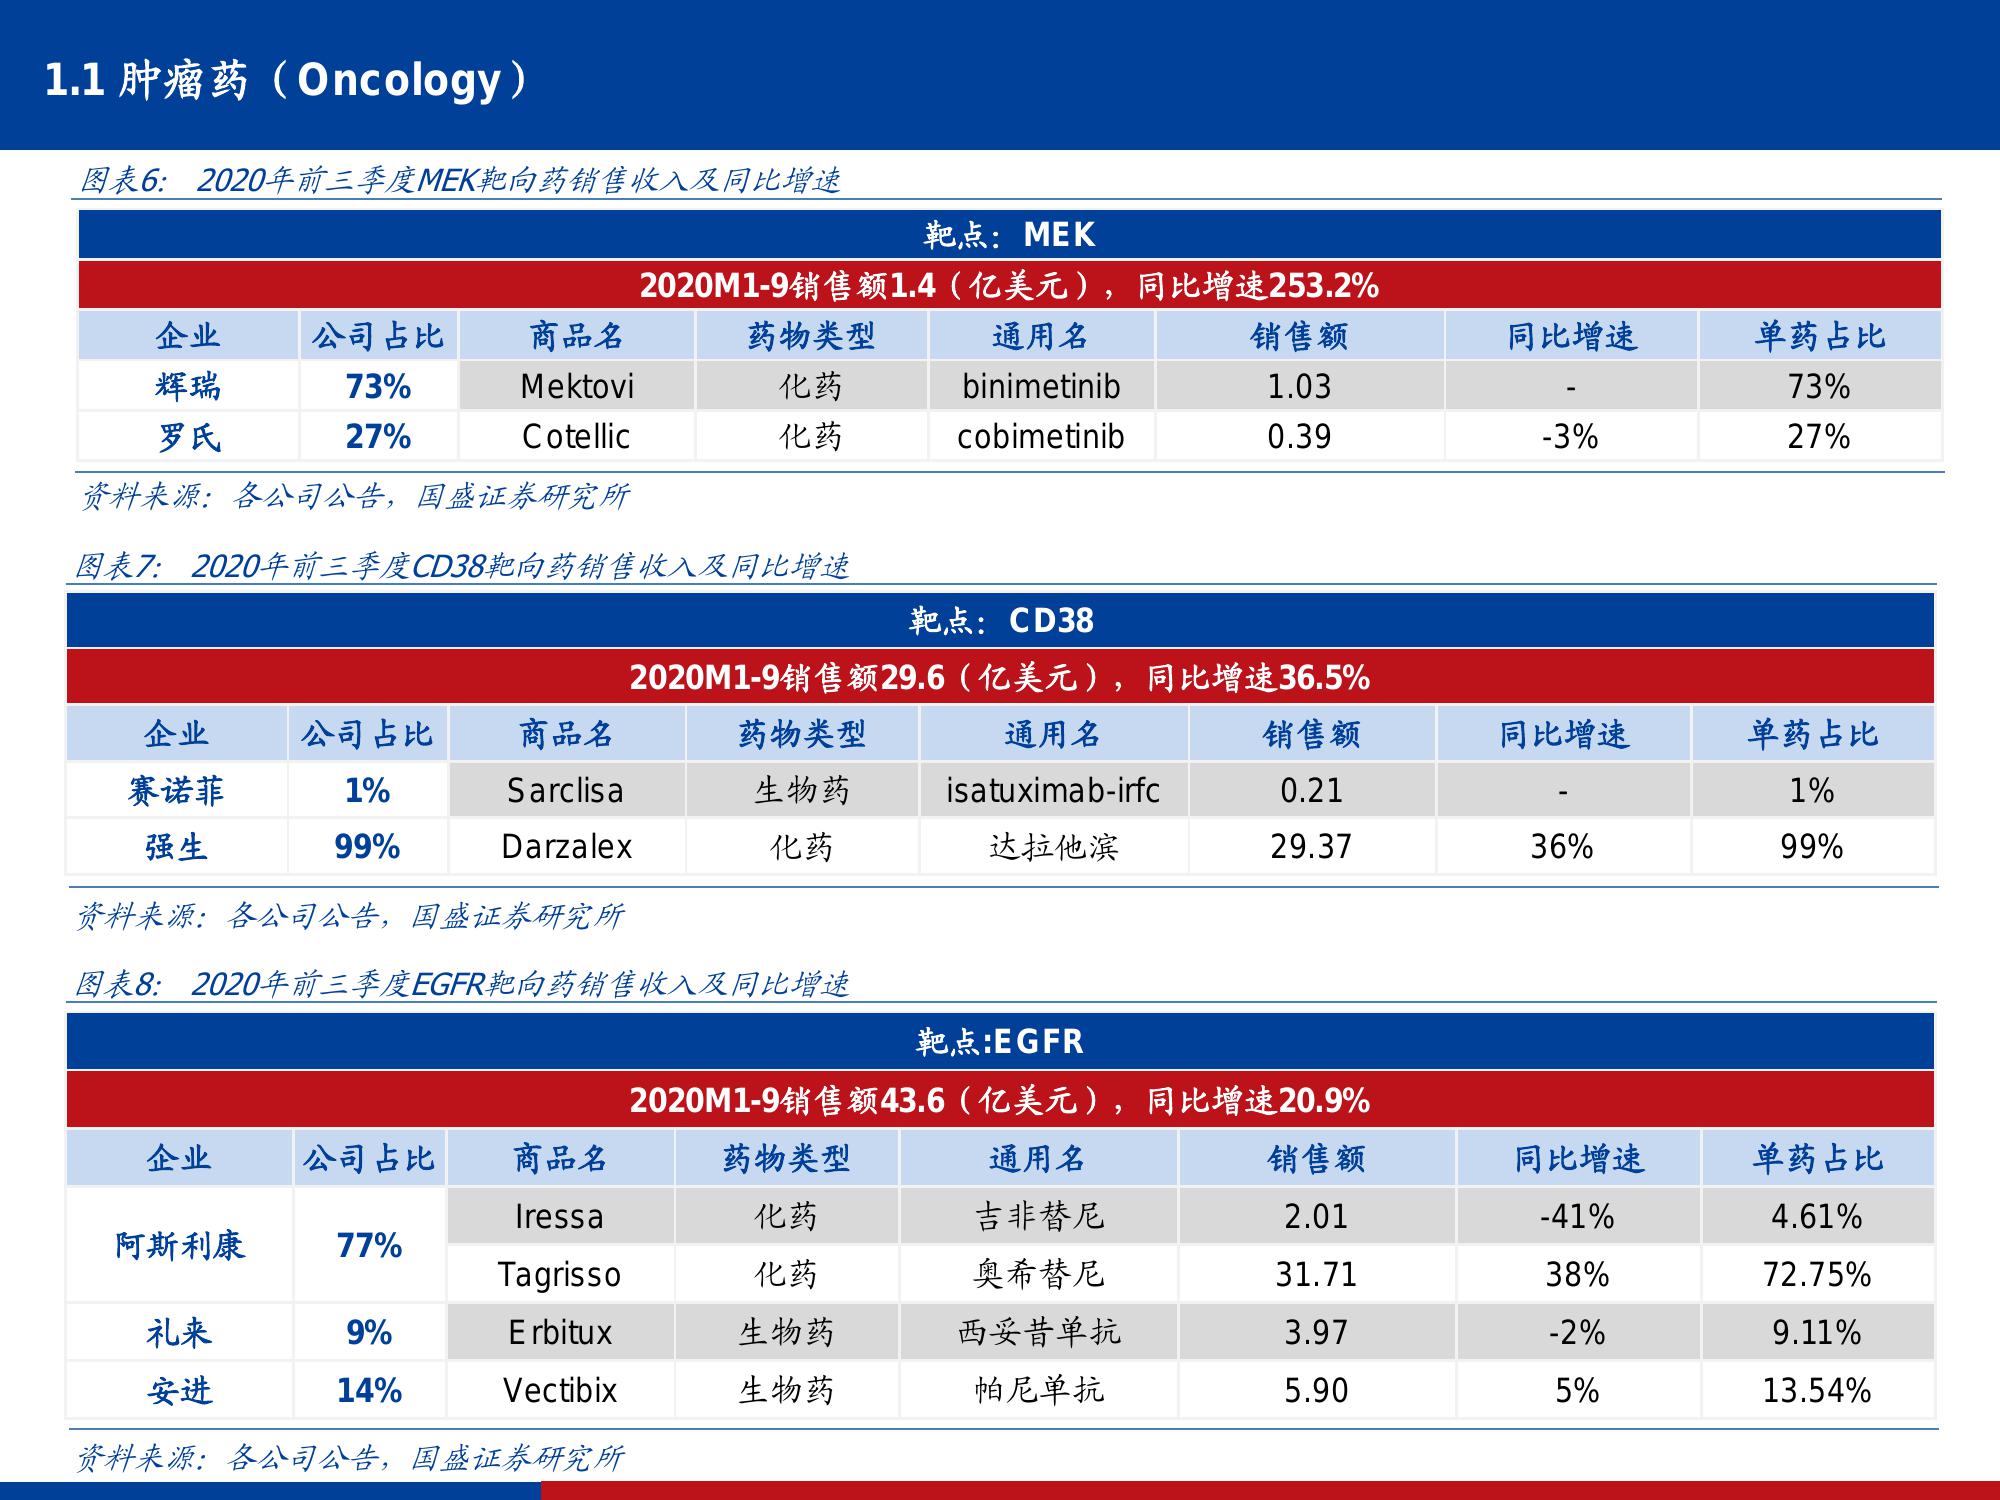 1.1 肿瘤药（Oncology）
图表6： 2020年前三季度MEK靶向药销售收入及同比增速
靶点：MEK
2020M1-9销售额1.4（亿美元），同比增速253.2%
企业 公司占比 商品名 药物类型 通用名 销售额 同比增速 单药占比
辉瑞 73% Mektovi 化药 binimetinib 1.03 - 73%
罗氏 27% Cotellic 化药 cobimetinib 0.39 -3% 27%
资料来源：各公司公告，国盛证券研究所
图表7： 2020年前三季度CD38靶向药销售收入及同比增速
靶点：CD38
2020M1-9销售额29.6（亿美元），同比增速36.5%
企业 公司占比 商品名 药物类型 通用名 销售额 同比增速 单药占比
赛诺菲 1% Sarclisa 生物药 isatuximab-irfc 0.21 - 1%
强生 99% Darzalex 化药 达拉他滨 29.37 36% 99%
资料来源：各公司公告，国盛证券研究所
图表8： 2020年前三季度EGFR靶向药销售收入及同比增速
靶点:EGFR
2020M1-9销售额43.6（亿美元），同比增速20.9%
企业 公司占比 商品名 药物类型 通用名 销售额 同比增速 单药占比
阿斯利康 77% Iressa 化药 吉非替尼 2.01 -41% 4.61%
Tagrisso 化药 奥希替尼 31.71 38% 72.75%
礼来 9% Erbitux 生物药 西妥昔单抗 3.97 -2% 9.11%
安进 14% Vectibix 生物药 帕尼单抗 5.90 5% 13.54%
资料来源：各公司公告，国盛证券研究所